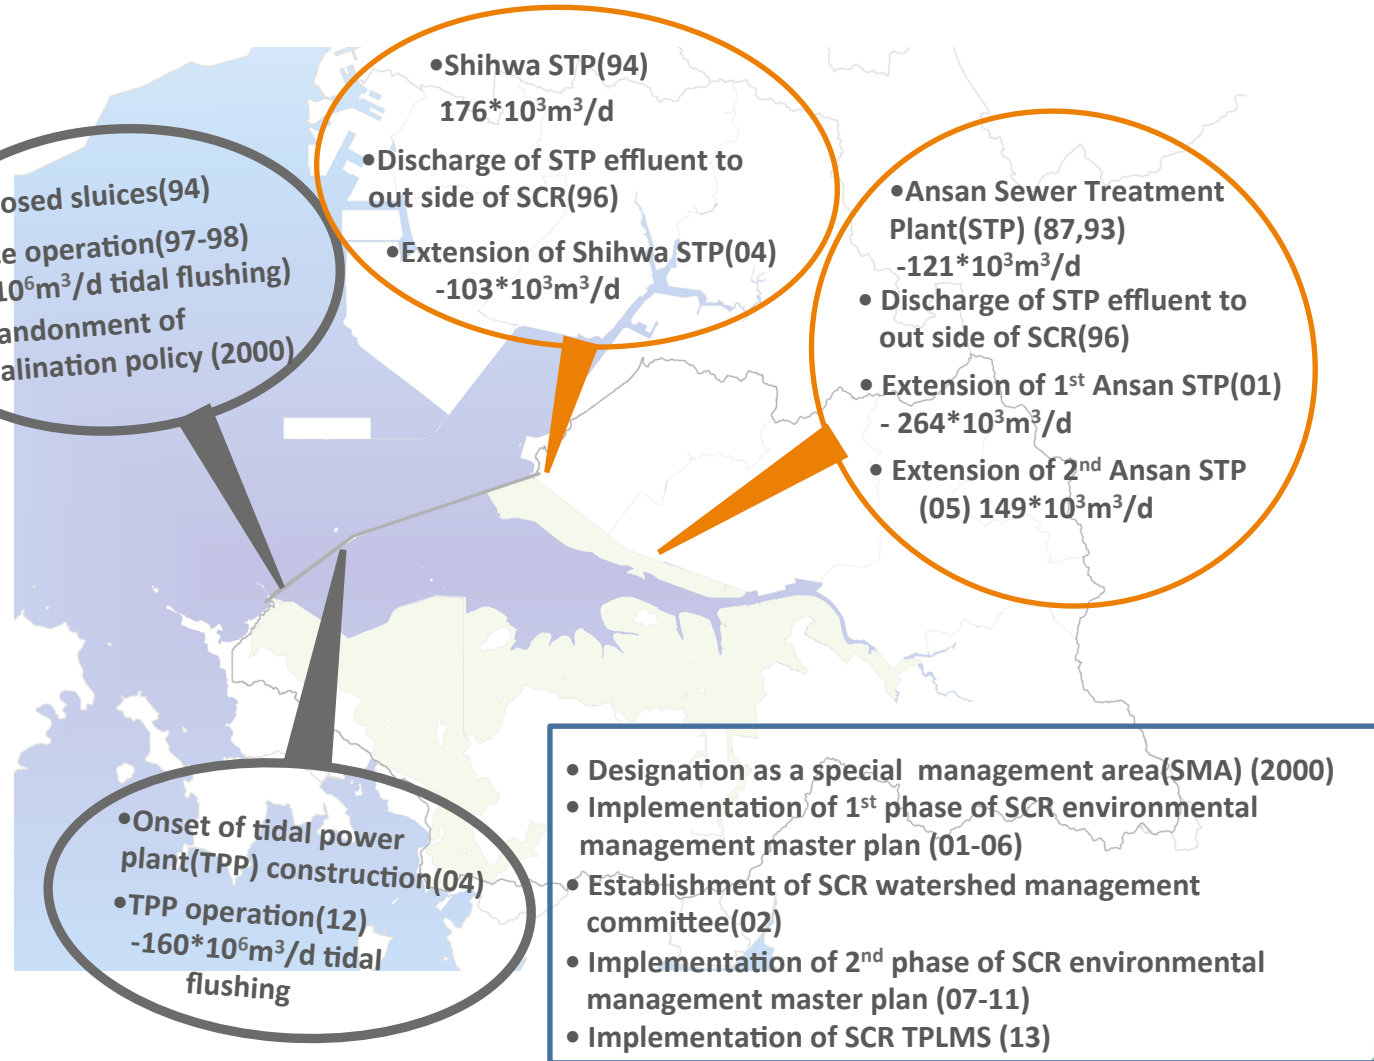 •Shihwa STP(94)
176*10³m³/d
•Discharge of STP effluent to
out side of SCR(96)
•Extension of Shihwa STP(04)
-103*10³m³/d
sluices(94)
operation(97-98)
10⁶m³/d tidal flushing)
of
policy (2000)
•Ansan Sewer Treatment
Plant(STP) (87,93)
-121*10³m³/d
• Discharge of STP effluent to
out side of SCR(96)
• Extension of 1st Ansan STP(01)
- 264*10³m³/d
• Extension of 2nd Ansan STP
(05) 149*10³m³/d
•Onset of tidal power
plant(TPP) construction(04)
•TPP operation(12)
-160*10⁶m³/d tidal
flushing
• Designation as a special management area(SMA) (2000)
• Implementation of 1st phase of SCR environmental
management master plan (01-06)
• Establishment of SCR watershed management
committee(02)
• Implementation of 2nd phase of SCR environmental
management master plan (07-11)
• Implementation of SCR TPLMS (13)